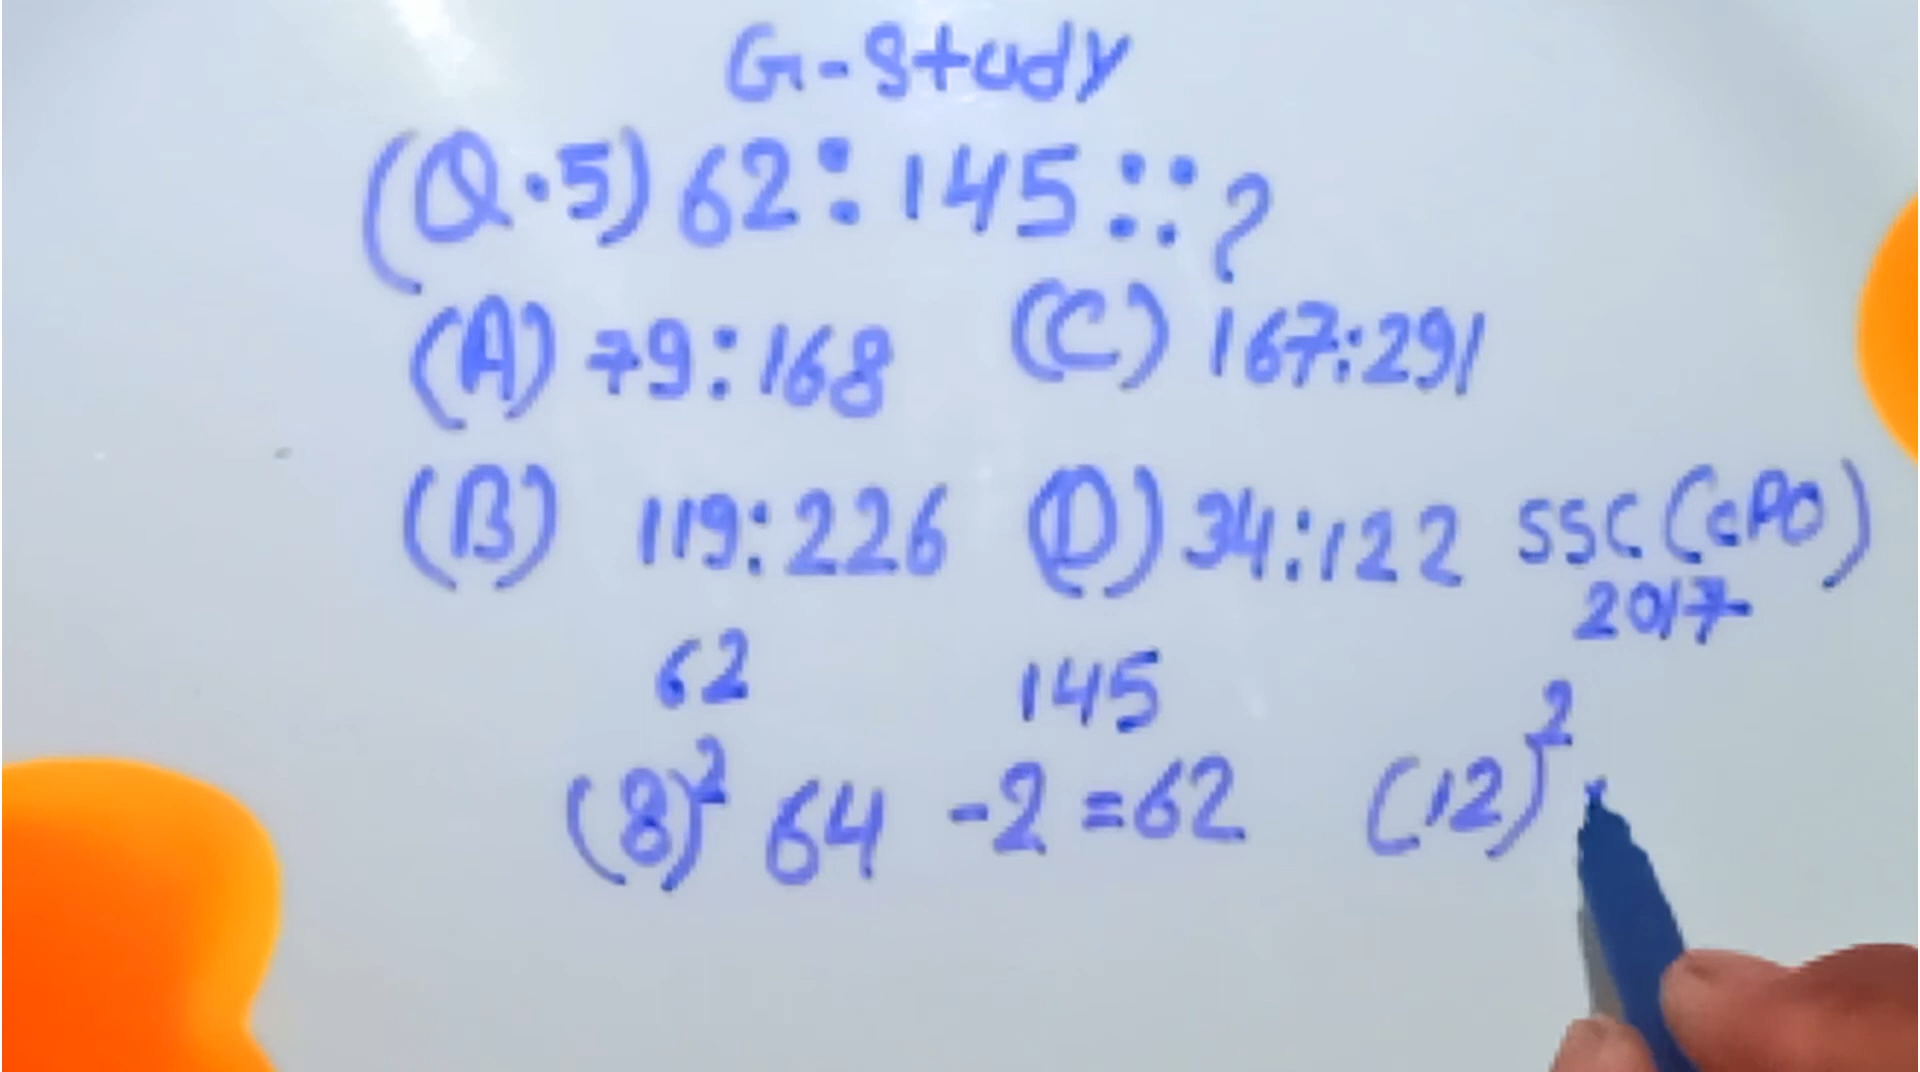 G-Study
(Q.5) 62 : 145 :: ?
(A) 79 : 168 (C) 167:291
(B) 119:226 (D) 34:122 SSC (CPO)
2017
62 145
(8)² 64 -2 =62 (12)²